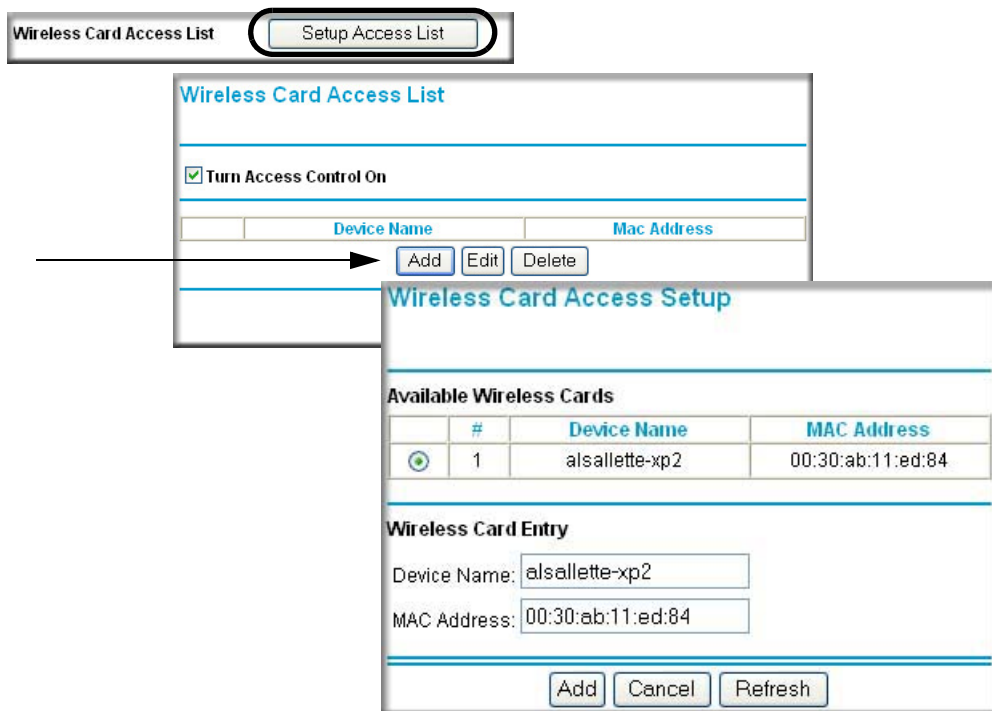 Wireless Card Access List Setup Access List
Wireless Card Access List
Turn Access Control On
Device Name Mac Address
Add Edit Delete
Wireless Card Access Setup
Available Wireless Cards
# Device Name MAC Address
1 alsallette-xp2 00:30:ab:11:ed:84
Wireless Card Entry
Device Name: alsallette-xp2
MAC Address: 00:30:ab:11:ed:84
Add Cancel Refresh